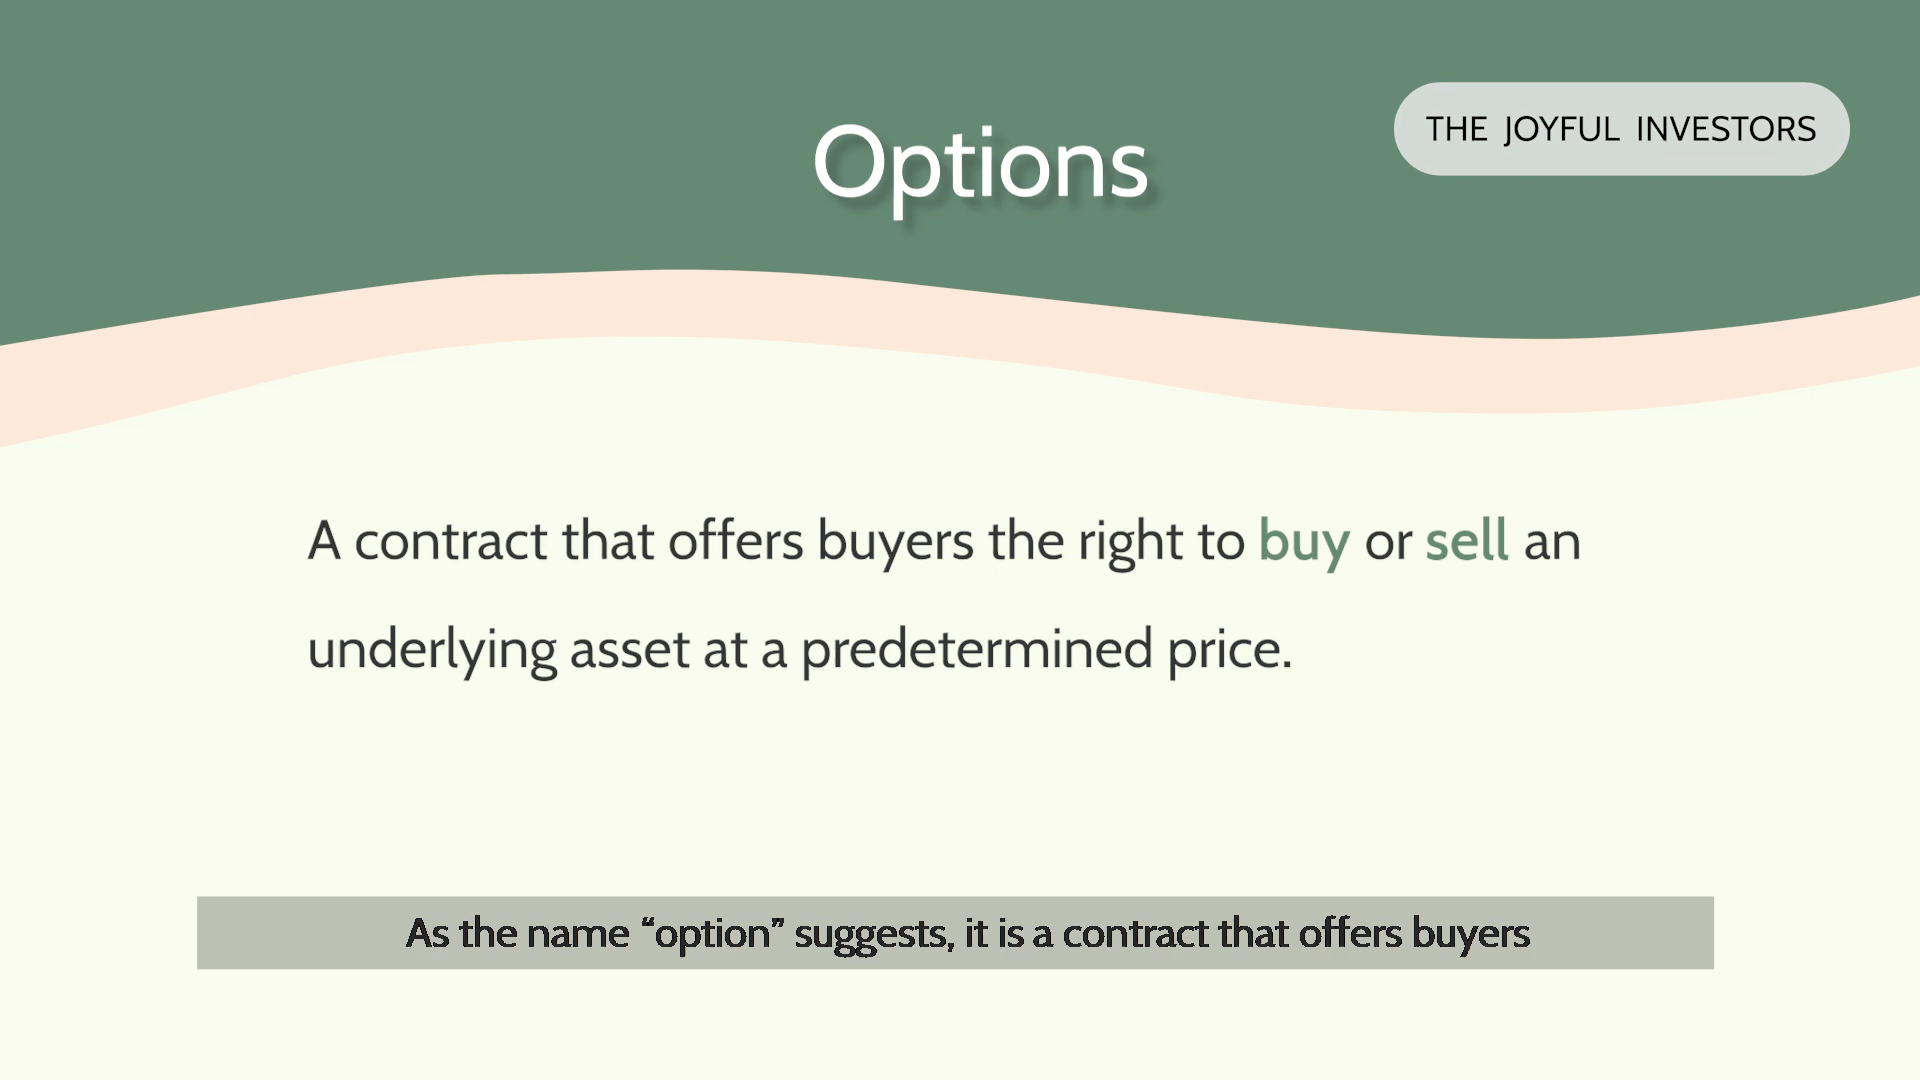 Options
THE JOYFUL INVESTORS
A contract that offers buyers the right to buy or sell an
underlying asset at a predetermined price.
As the name “option” suggests, it is a contract that offers buyers